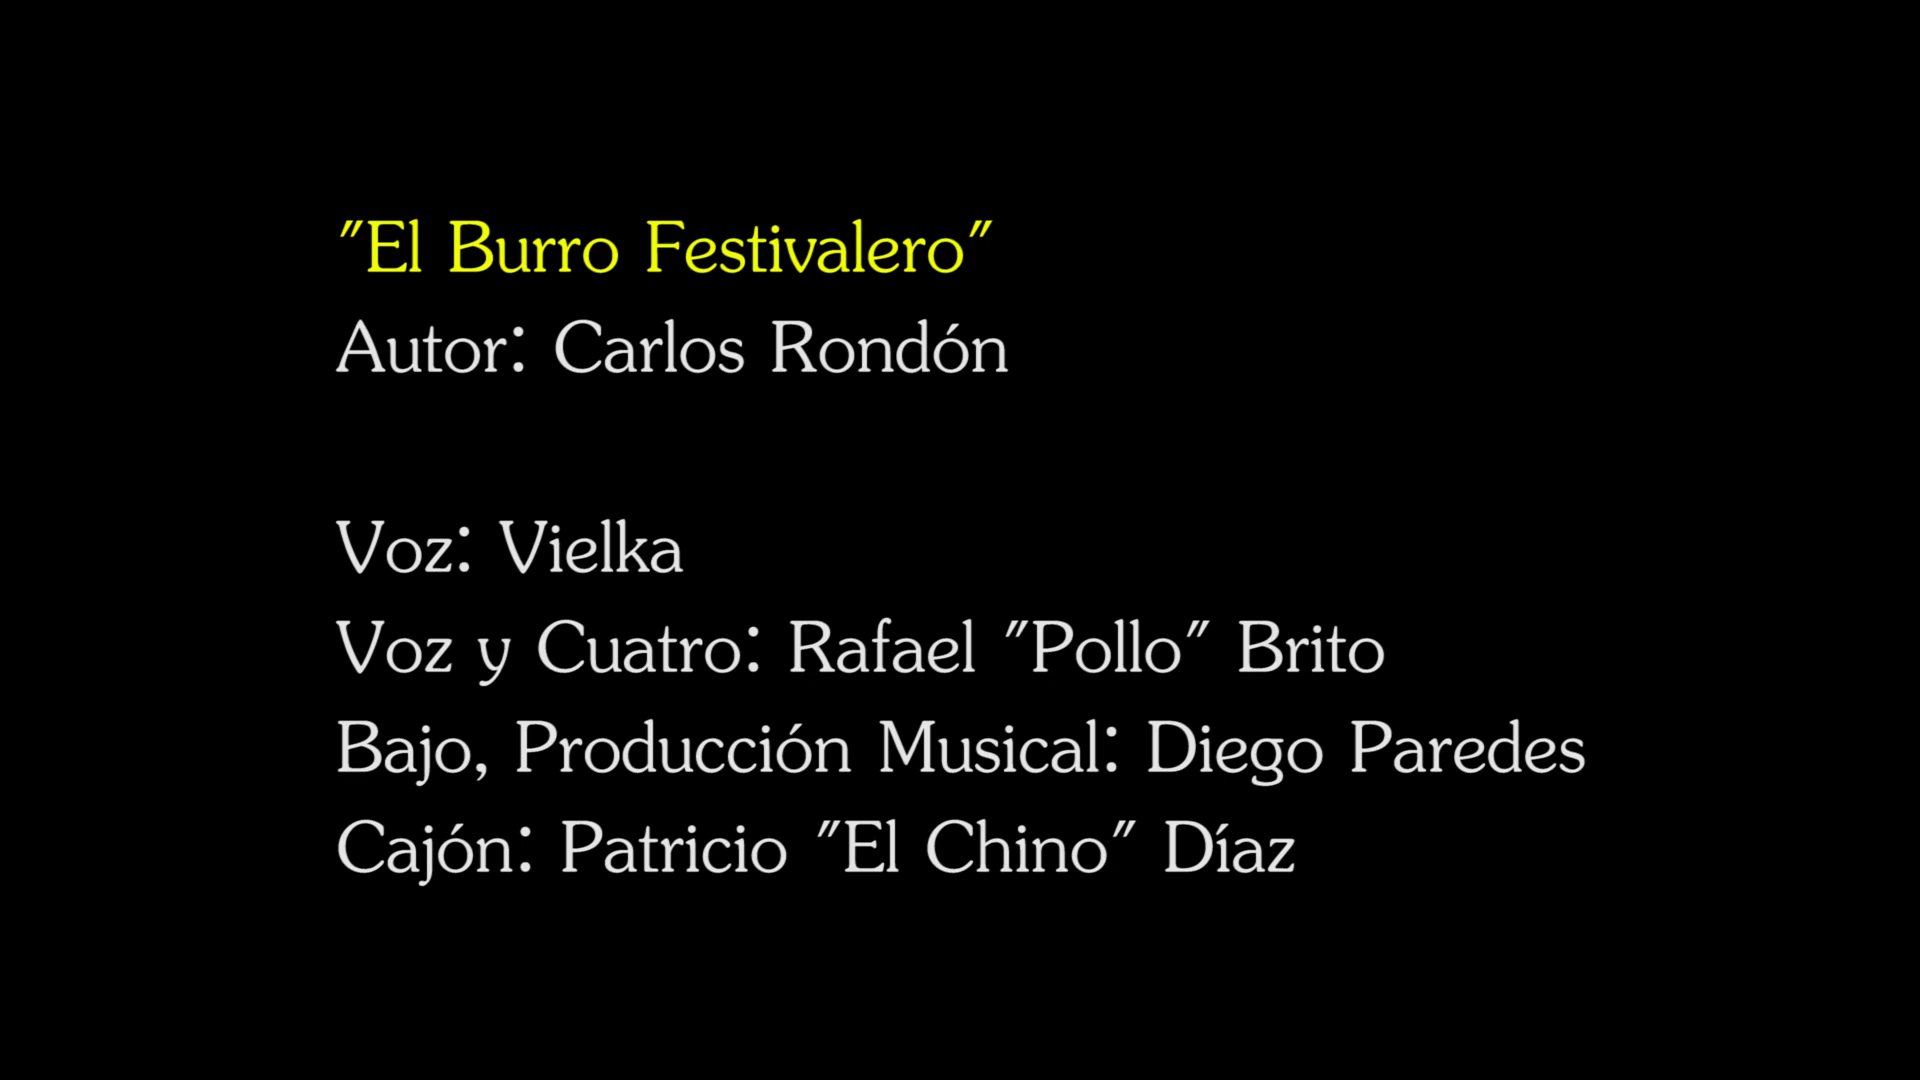 "El Burro Festivalero"
Autor: Carlos Rondón
Voz: Vielka
Voz y Cuatro: Rafael "Pollo" Brito
Bajo, Producción Musical: Diego Paredes
Cajón: Patricio "El Chino" Díaz